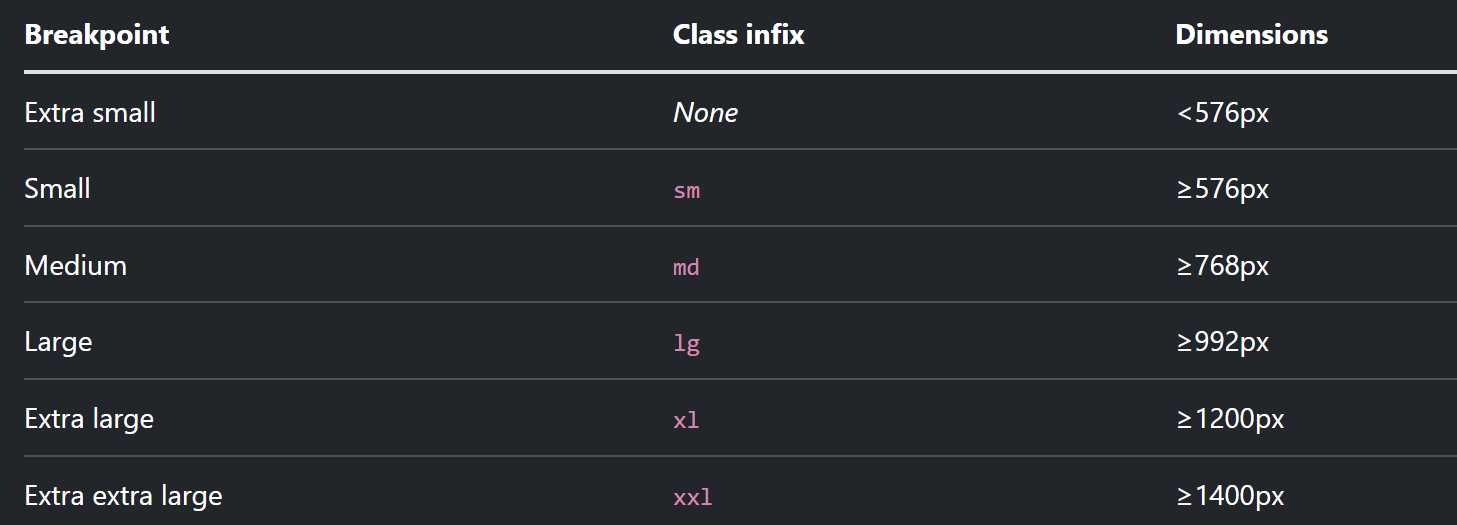 Breakpoint Class infix Dimensions
Extra small None <576px
Small sm ≥576px
Medium md ≥768px
Large lg ≥992px
Extra large xl ≥1200px
Extra extra large xxl ≥1400px